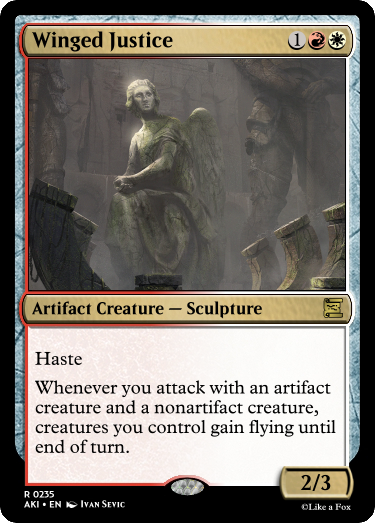 Winged Justice 1
Artifact Creature — Sculpture
Haste
Whenever you attack with an artifact
creature and a nonartifact creature,
creatures you control gain flying until
end of turn.
2/3
R 0235
AKI • EN Ivan Sevic
©Like a Fox